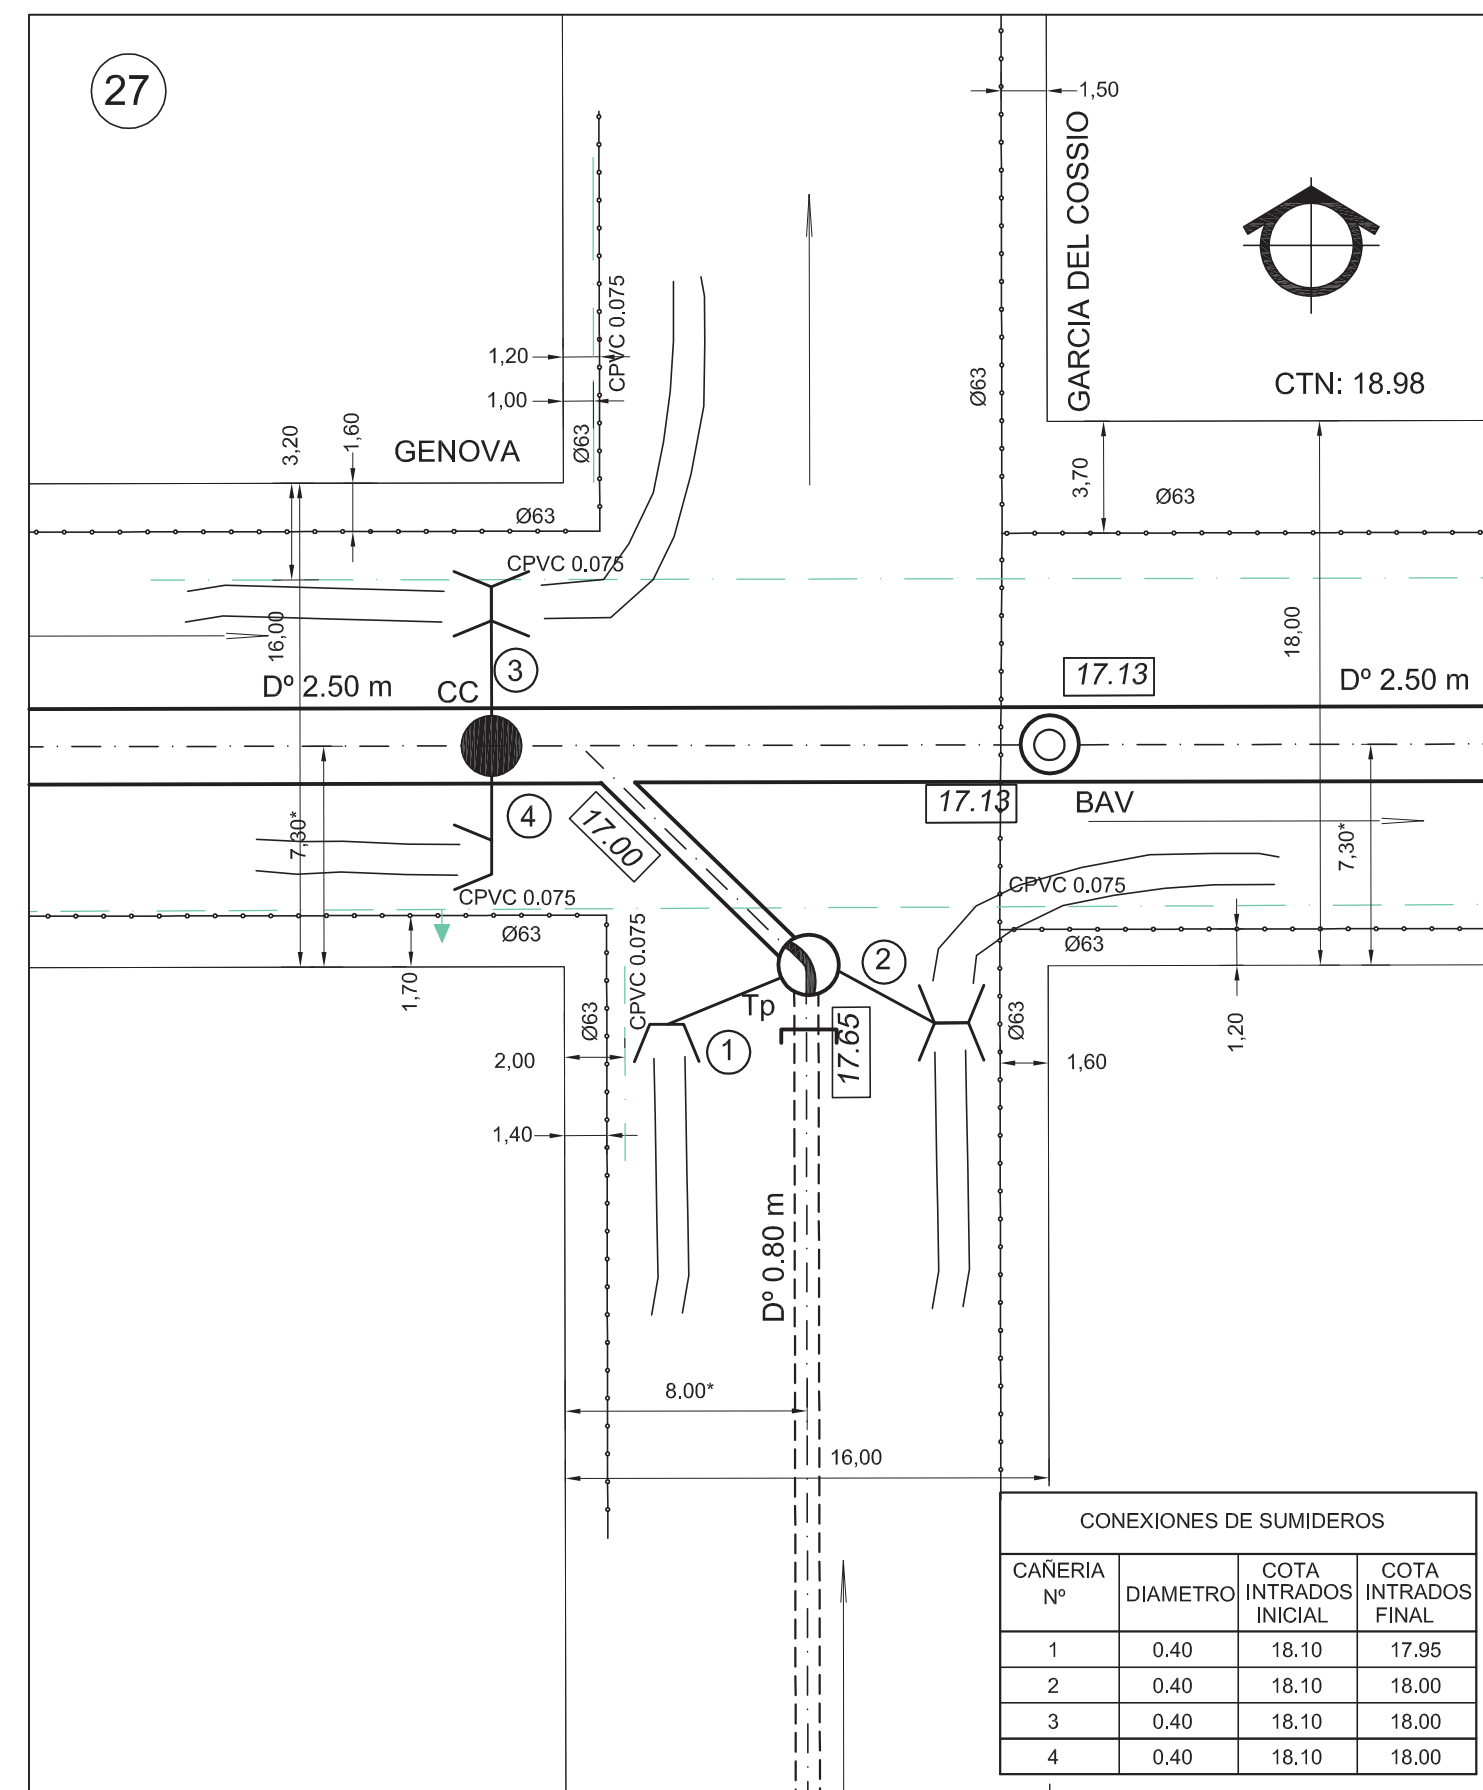 27
1,50
GARCIA DEL COSSIO
CTN: 18.98
CPVC 0.075
1,20
1,00
Ø63
Ø63
GENOVA
3,20
1,60
3,70
Ø63
Ø63
CPVC 0.075
16,00
18,00
3
17.13
Dº 2.50 m
CC
Dº 2.50 m
17.13
BAV
4
17.00
7,30*
7,30*
CPVC 0.075
CPVC 0.075
Ø63
Ø63
CPVC 0.075
2
1,70
Ø63
Tp
17.65
Ø63
1,20
2,00
1
1,60
1,40
Dº 0.80 m
8.00*
16,00
CONEXIONES DE SUMIDEROS
CAÑERIA Nº DIAMETRO COTA INTRADOS INICIAL COTA INTRADOS FINAL
1 0.40 18.10 17.95
2 0.40 18.10 18.00
3 0.40 18.10 18.00
4 0.40 18.10 18.00